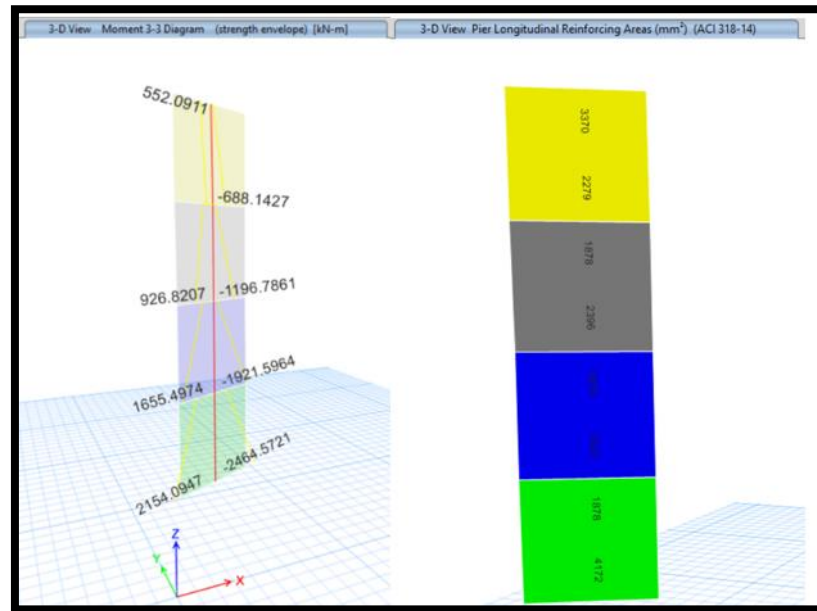 3-D View Moment 3-3 Diagram (strength envelope) [kN-m]
3-D View Pier Longitudinal Reinforcing Areas (mm²) (ACI 318-14)
552.0911
-688.1427
926.8207
-1196.7861
1655.4974
-1921.5964
2154.0947
-2464.5721
Z
Y
X
3370
2279
1878
2396
1878
4172